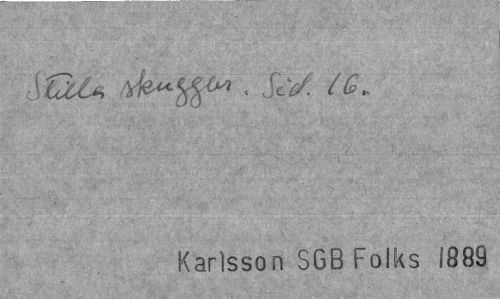 Stilla skuggor. Sid. 16.
Karlsson SGB Folks 1889